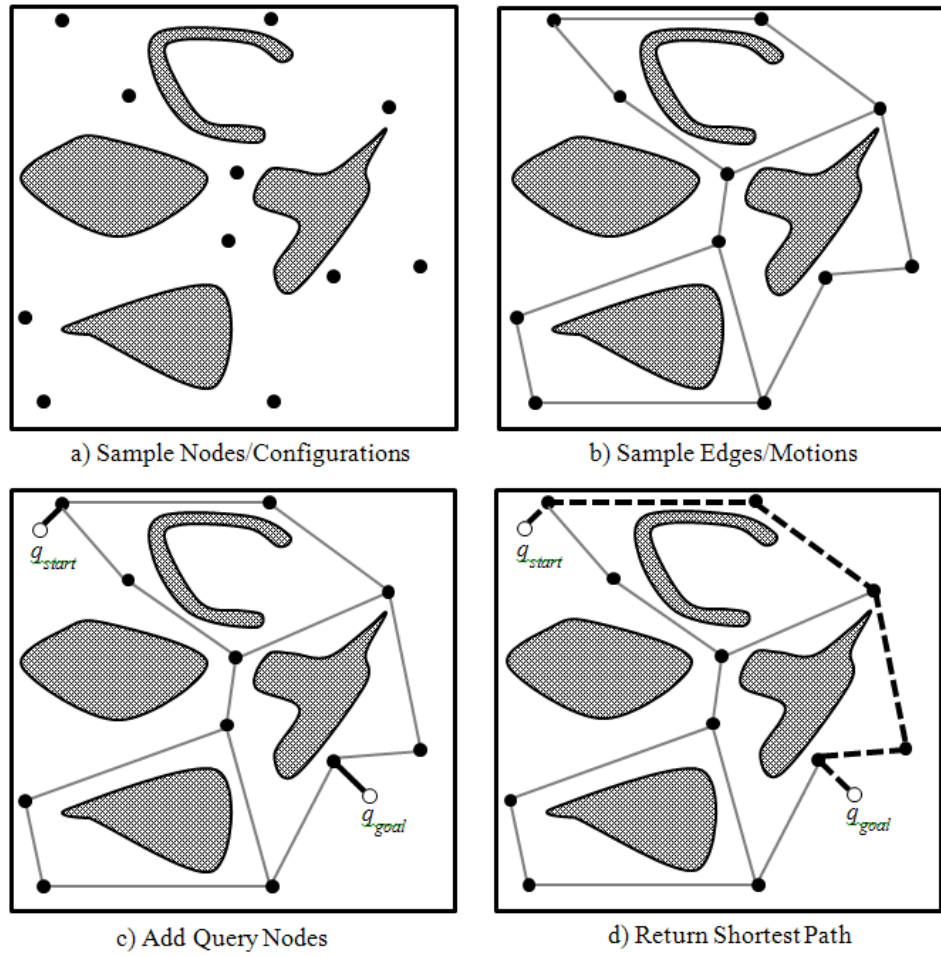 a) Sample Nodes/Configurations
b) Sample Edges/Motions
q_start
q_goal
c) Add Query Nodes
q_start
q_goal
d) Return Shortest Path